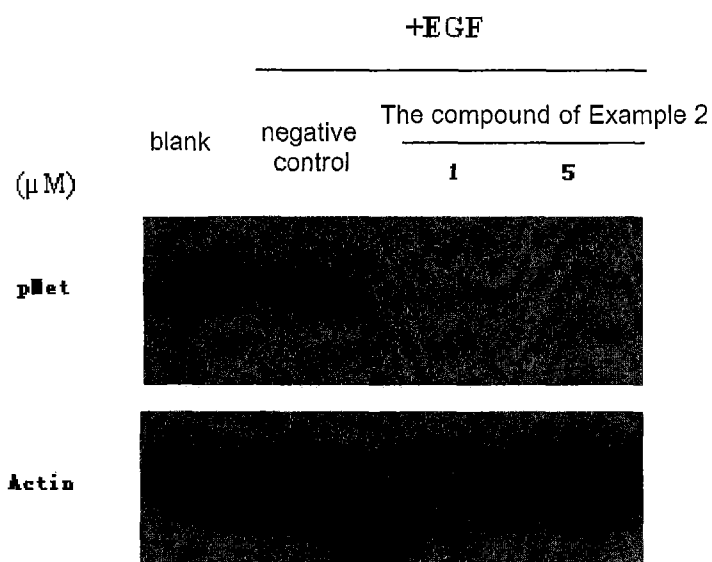 +EGF
The compound of Example 2
blank
negative
control
1 5
(μM)
Actin